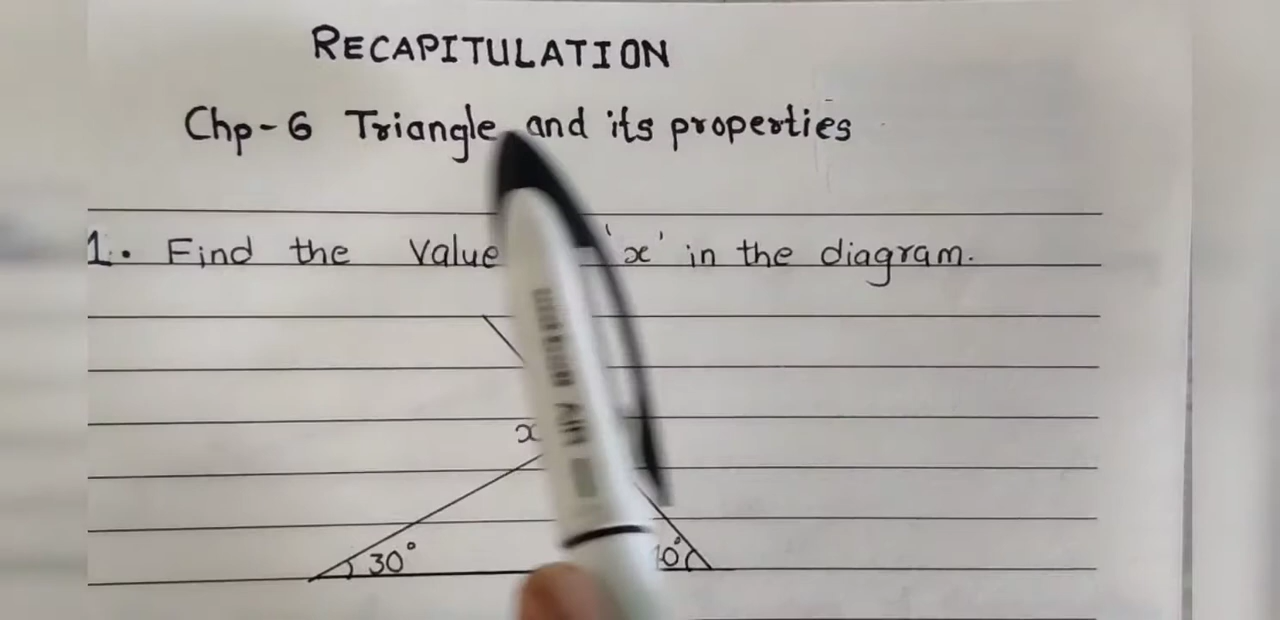 RECAPITULATION
Chp-6 Triangle and its properties
1. Find the Value 'x' in the diagram.
x
30°